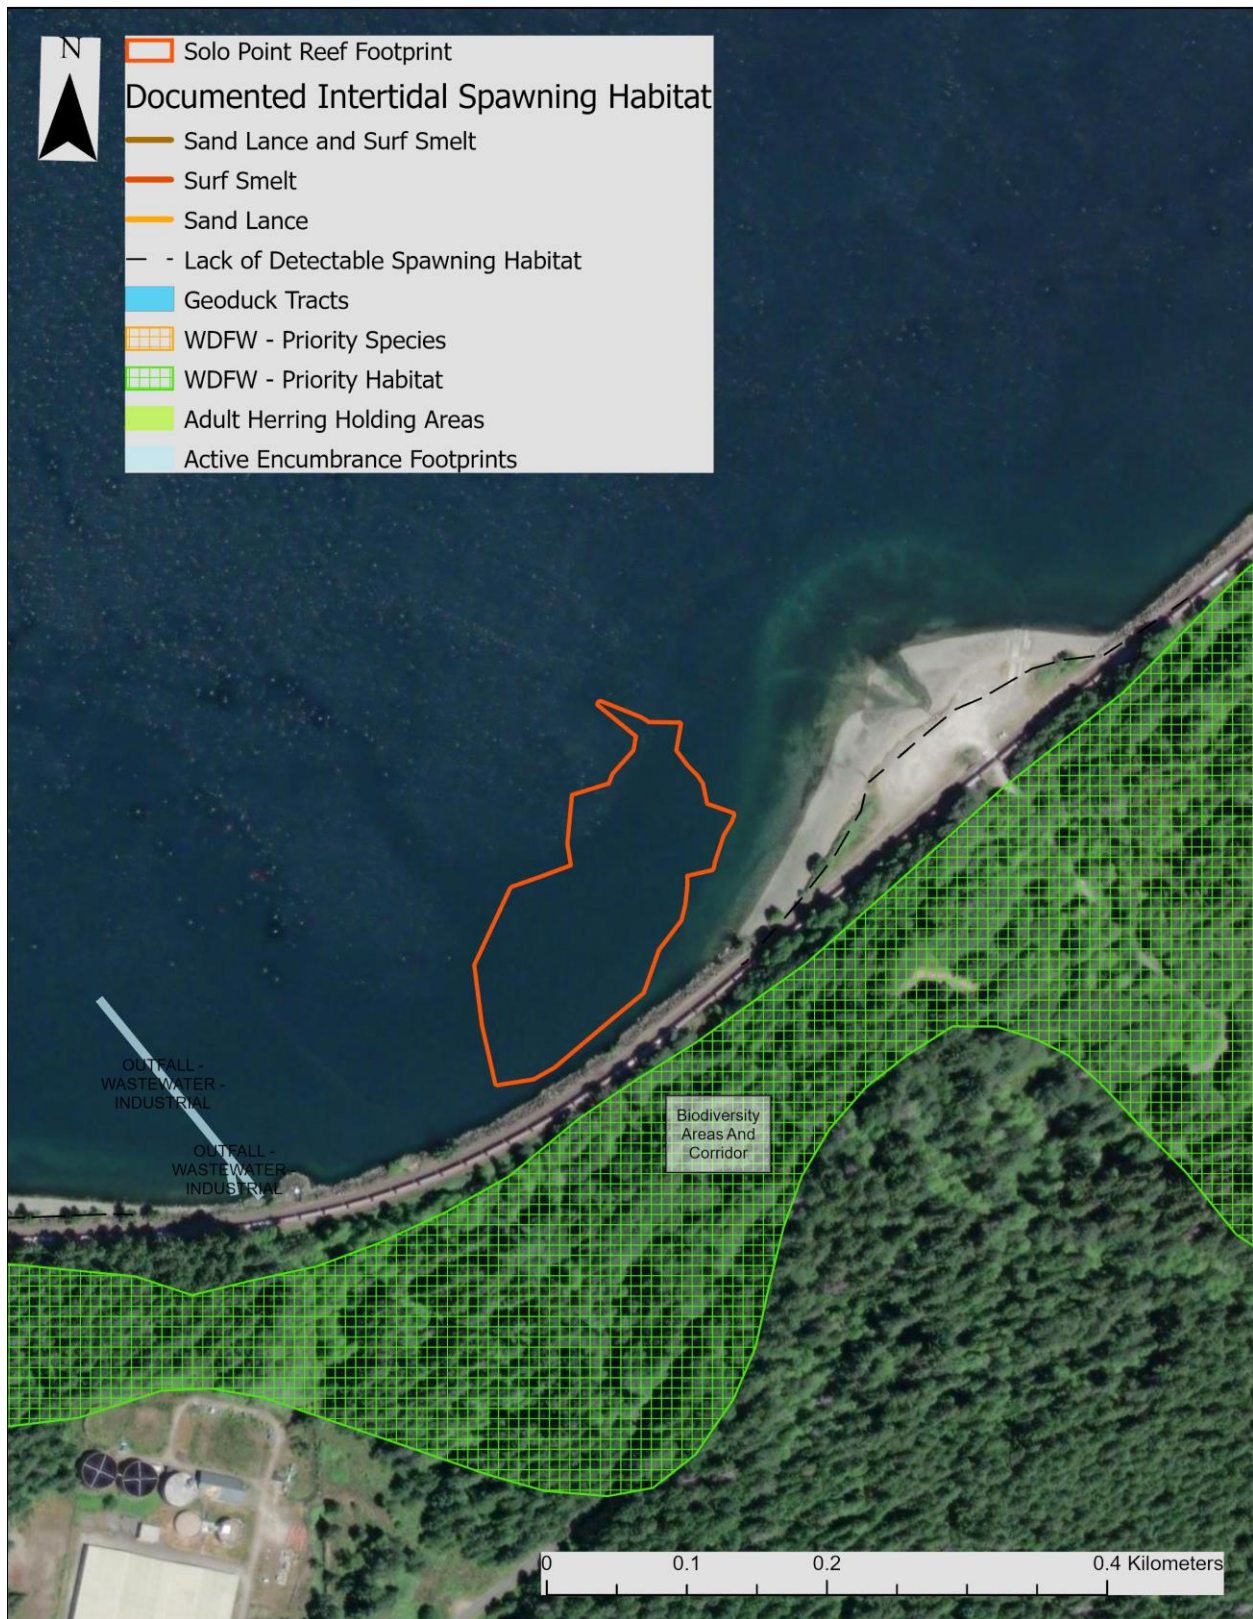 N
Solo Point Reef Footprint
Documented Intertidal Spawning Habitat
Sand Lance and Surf Smelt
Surf Smelt
Sand Lance
Lack of Detectable Spawning Habitat
Geoduck Tracts
WDFW - Priority Species
WDFW - Priority Habitat
Adult Herring Holding Areas
Active Encumbrance Footprints
OUTFALL -
WASTEWATER -
INDUSTRIAL
OUTFALL -
WASTEWATER -
INDUSTRIAL
Biodiversity
Areas And
Corridor
0 0.1 0.2 0.4 Kilometers